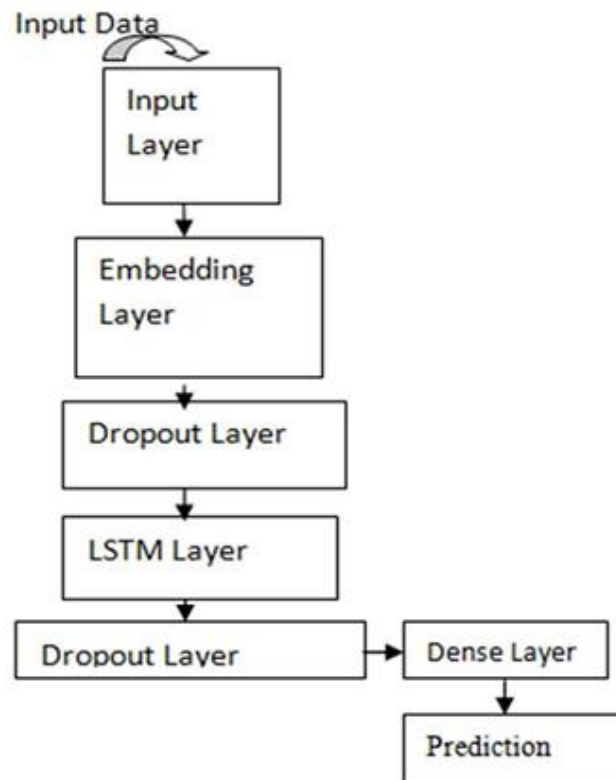 Input Data
Input
Layer
Embedding
Layer
Dropout Layer
LSTM Layer
Dropout Layer
Dense Layer
Prediction